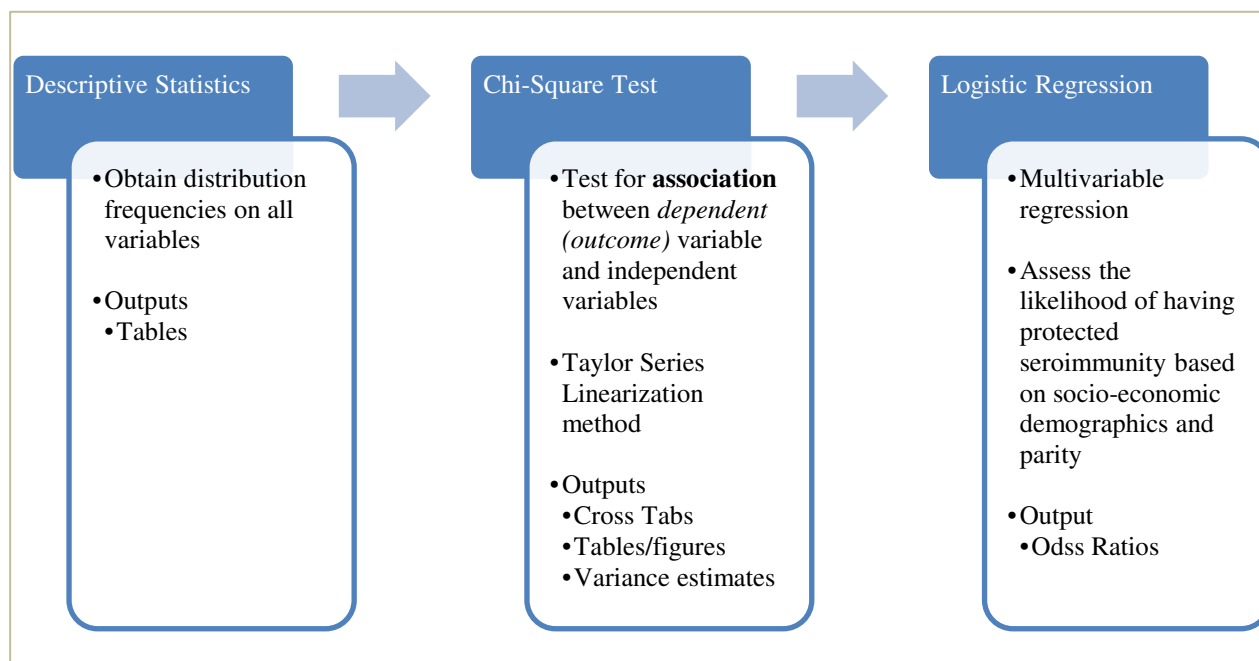 Descriptive Statistics
•Obtain distribution
frequencies on all
variables
•Outputs
•Tables
Chi-Square Test
•Test for association
between dependent
(outcome) variable
and independent
variables
•Taylor Series
Linearization
method
•Outputs
•Cross Tabs
•Tables/figures
•Variance estimates
Logistic Regression
•Multivariable
regression
•Assess the
likelihood of having
protected
seroimmunity based
on socio-economic
demographics and
parity
•Output
•Odss Ratios